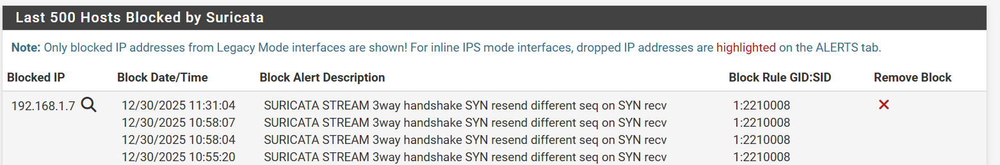 Last 500 Hosts Blocked by Suricata
Note: Only blocked IP addresses from Legacy Mode interfaces are shown! For inline IPS mode interfaces, dropped IP addresses are highlighted on the ALERTS tab.
Blocked IP Block Date/Time Block Alert Description Block Rule GID:SID Remove Block
192.168.1.7 12/30/2025 11:31:04 SURICATA STREAM 3way handshake SYN resend different seq on SYN recv 1:2210008
12/30/2025 10:58:07 SURICATA STREAM 3way handshake SYN resend different seq on SYN recv 1:2210008
12/30/2025 10:58:04 SURICATA STREAM 3way handshake SYN resend different seq on SYN recv 1:2210008
12/30/2025 10:55:20 SURICATA STREAM 3way handshake SYN resend different seq on SYN recv 1:2210008